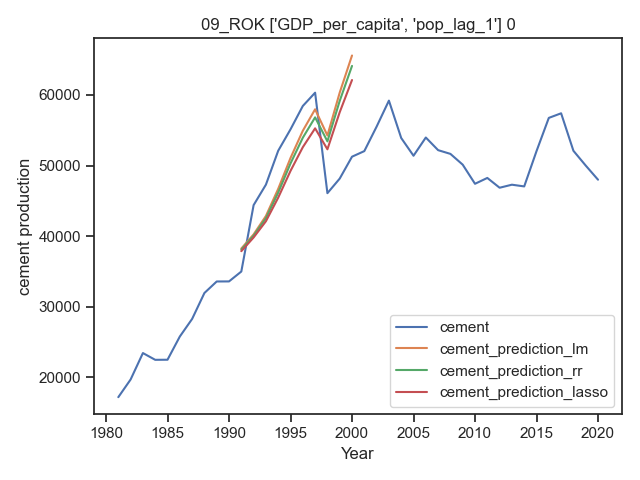 09_ROK ['GDP_per_capita', 'pop_lag_1'] 0
60000
50000
40000
30000
20000
cement production
cement
cement_prediction_lm
cement_prediction_rr
cement_prediction_lasso
1980 1985 1990 1995 2000 2005 2010 2015 2020
Year